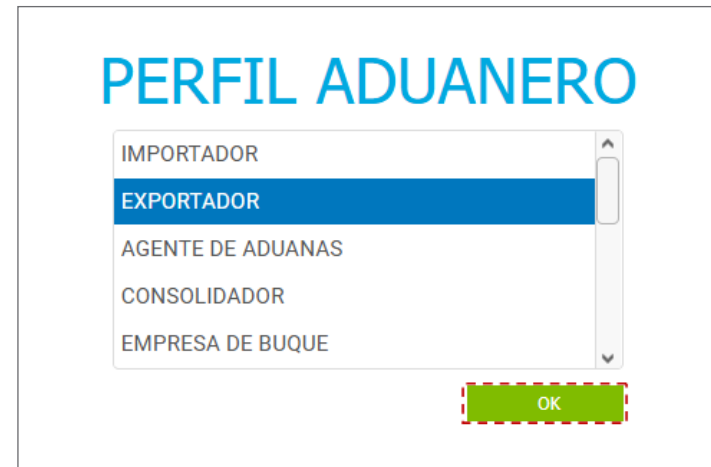 PERFIL ADUANERO
IMPORTADOR
EXPORTADOR
AGENTE DE ADUANAS
CONSOLIDADOR
EMPRESA DE BUQUE
OK